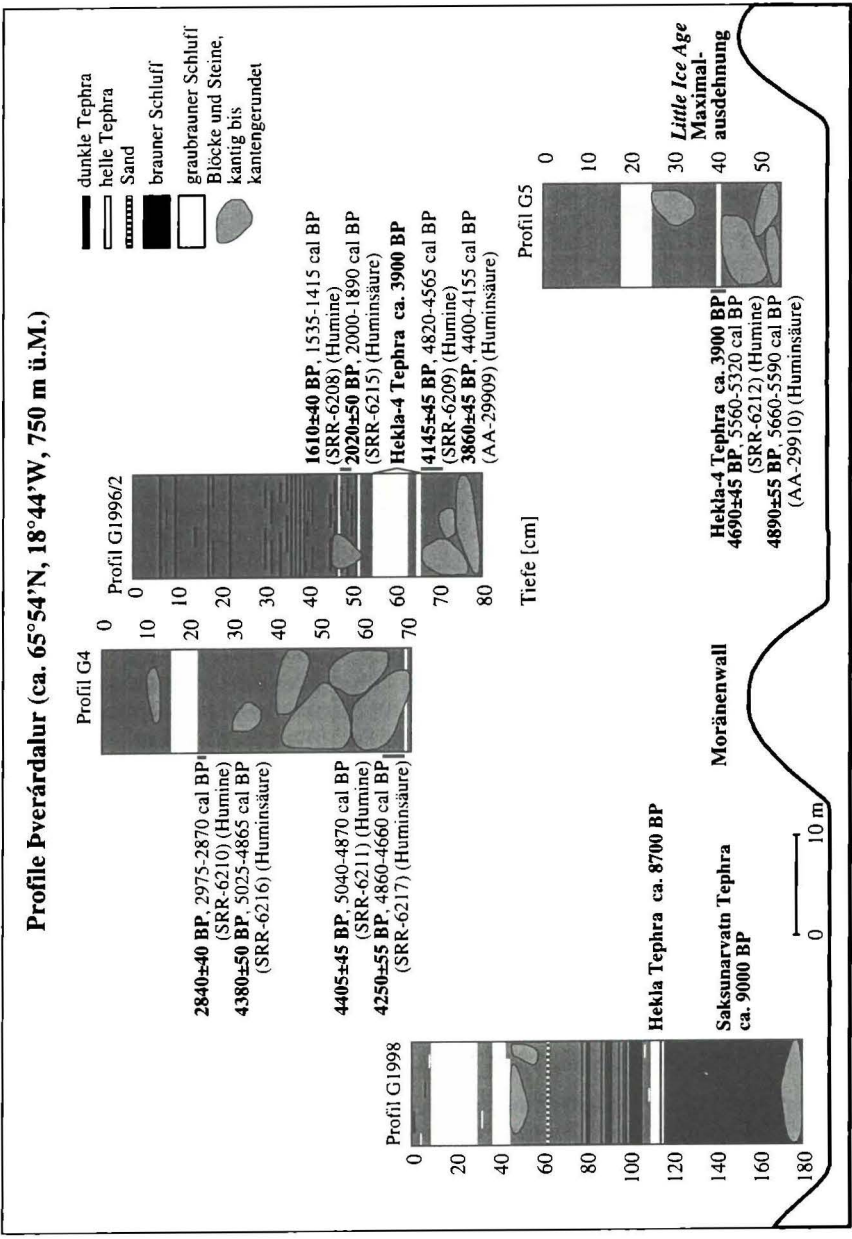 Profile Þverárdalur (ca. 65°54'N, 18°44'W, 750 m ü.M.)
dunkle Tephra
helle Tephra
Sand
brauner Schluff
graubrauner Schluff
Blöcke und Steine,
kantig bis
kantengerundet
Profil G4
0
10
20
30
40
50
60
70
2840±40 BP, 2975-2870 cal BP
(SRR-6210) (Humine)
4380±50 BP, 5025-4865 cal BP
(SRR-6216) (Huminsäure)
4405±45 BP, 5040-4870 cal BP
(SRR-6211) (Humine)
4250±55 BP, 4860-4660 cal BP
(SRR-6217) (Huminsäure)
Profil G1996/2
0
10
20
30
40
50
60
70
80
Tiefe [cm]
1610±40 BP, 1535-1415 cal BP
(SRR-6208) (Humine)
2020±50 BP, 2000-1890 cal BP
(SRR-6215) (Huminsäure)
Hekla-4 Tephra ca. 3900 BP
4145±45 BP, 4820-4565 cal BP
(SRR-6209) (Humine)
3860±45 BP, 4400-4155 cal BP
(AA-29909) (Huminsäure)
Profil G1998
0
20
40
60
80
100
120
140
160
180
Hekla Tephra ca. 8700 BP
Saksunarvatn Tephra
ca. 9000 BP
Profil G5
0
10
20
30
40
50
Hekla-4 Tephra ca. 3900 BP
4690±45 BP, 5560-5320 cal BP
(SRR-6212) (Humine)
4890±55 BP, 5660-5590 cal BP
(AA-29910) (Huminsäure)
Little Ice Age
Maximal-
ausdehnung
Moränenwall
0 10 m